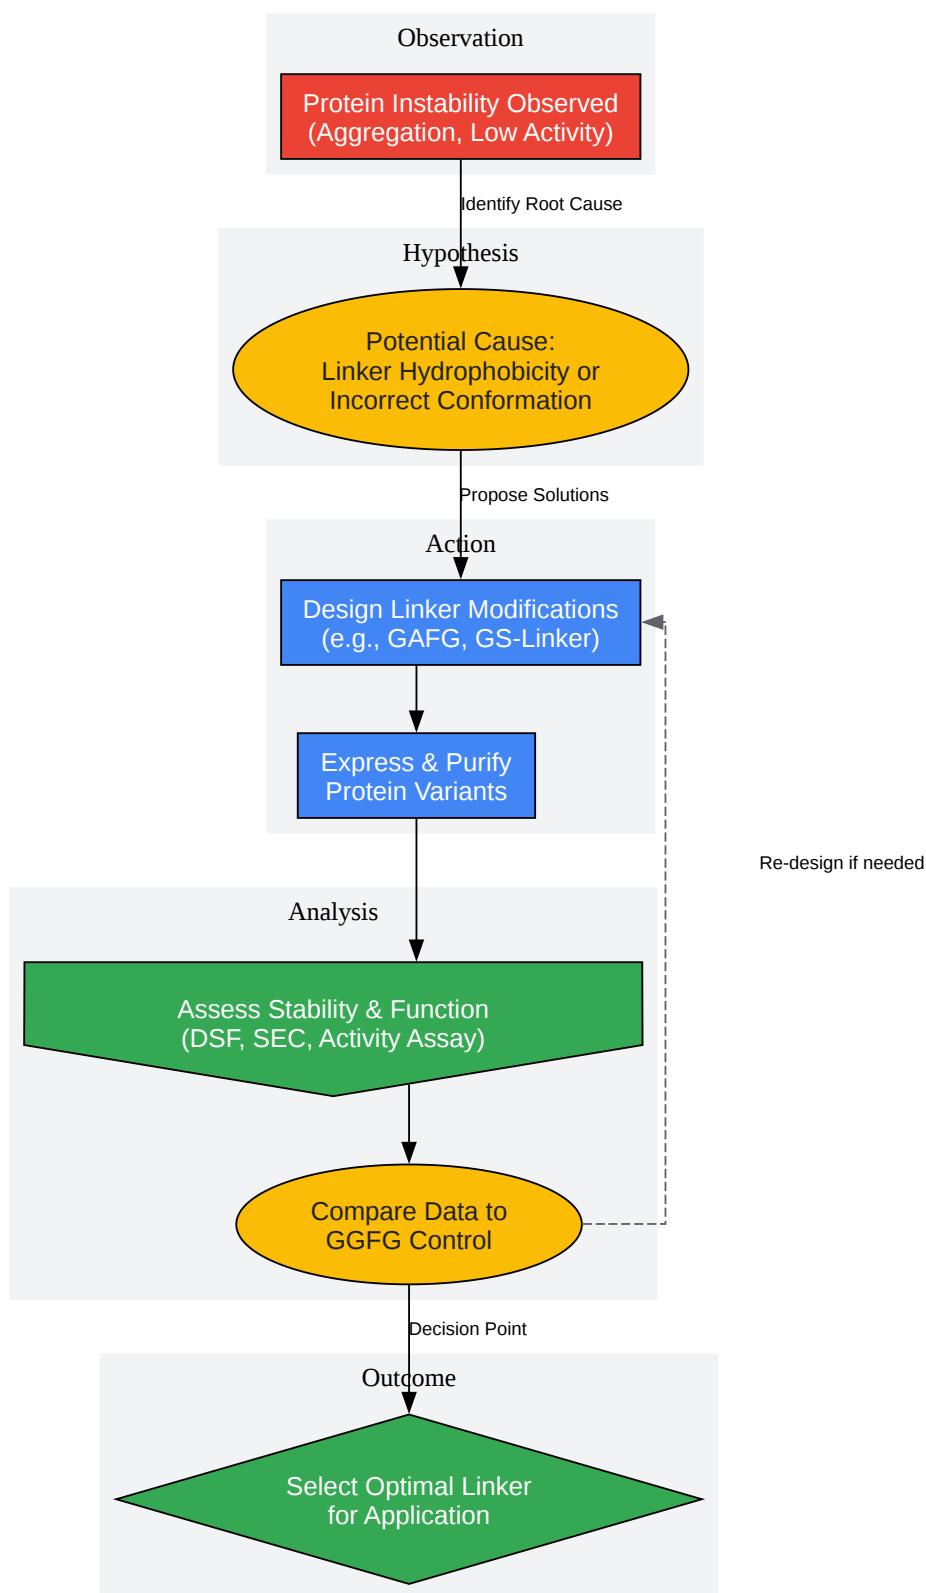 Observation
Protein Instability Observed
(Aggregation, Low Activity)
Identify Root Cause
Hypothesis
Potential Cause:
Linker Hydrophobicity or
Incorrect Conformation
Propose Solutions
Action
Design Linker Modifications
(e.g., GAFG, GS-Linker)
Express & Purify
Protein Variants
Re-design if needed
Analysis
Assess Stability & Function
(DSF, SEC, Activity Assay)
Compare Data to
GGFG Control
Decision Point
Outcome
Select Optimal Linker
for Application